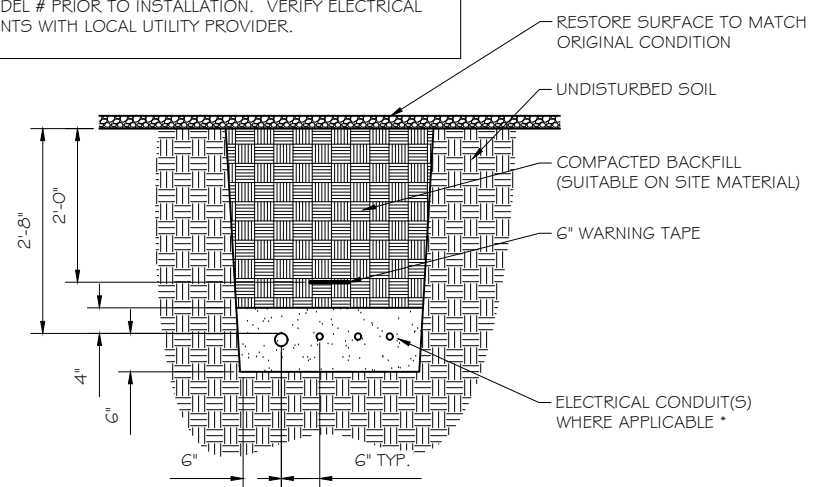 DEL # PRIOR TO INSTALLATION. VERIFY ELECTRICAL
NTS WITH LOCAL UTILITY PROVIDER.
RESTORE SURFACE TO MATCH
ORIGINAL CONDITION
UNDISTURBED SOIL
COMPACTED BACKFILL
(SUITABLE ON SITE MATERIAL)
6" WARNING TAPE
2'-8"
2'-0"
4"
6"
ELECTRICAL CONDUIT(S)
WHERE APPLICABLE *
6"
6" TYP.